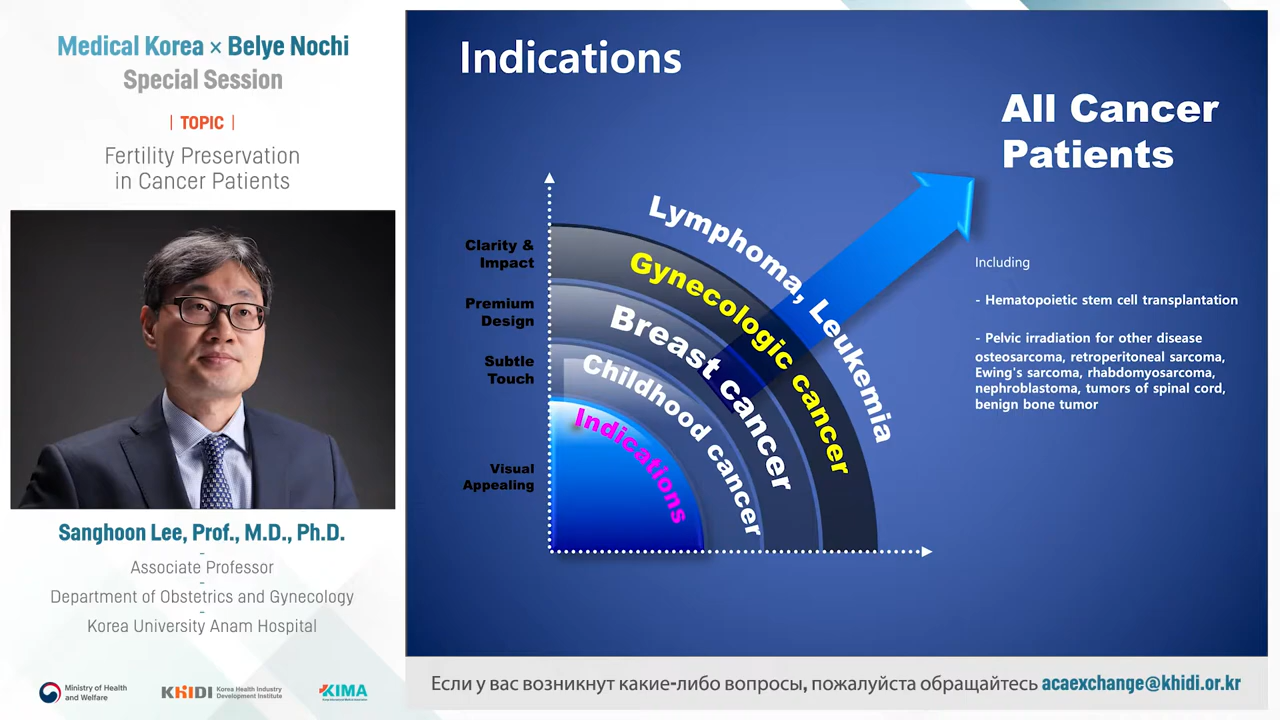 Medical Korea × Belye Nochi
Special Session
| TOPIC |
Fertility Preservation
in Cancer Patients
Sanghoon Lee, Prof., M.D., Ph.D.
-
Associate Professor
-
Department of Obstetrics and Gynecology
-
Korea University Anam Hospital
Ministry of Health
and Welfare
KHIDI
Korea Health Industry
Development Institute
KIMA
Indications
All Cancer
Patients
Clarity &
Impact
Premium
Design
Subtle
Touch
Visual
Appealing
Lymphoma, Leukemia
Gynecologic cancer
Breast cancer
Childhood cancer
Indications
Including
- Hematopoietic stem cell transplantation
- Pelvic irradiation for other disease
osteosarcoma, retroperitoneal sarcoma,
Ewing's sarcoma, rhabdomyosarcoma,
nephroblastoma, tumors of spinal cord,
benign bone tumor
Если у вас возникнут какие-либо вопросы, пожалуйста обращайтесь acaexchange@khidi.or.kr